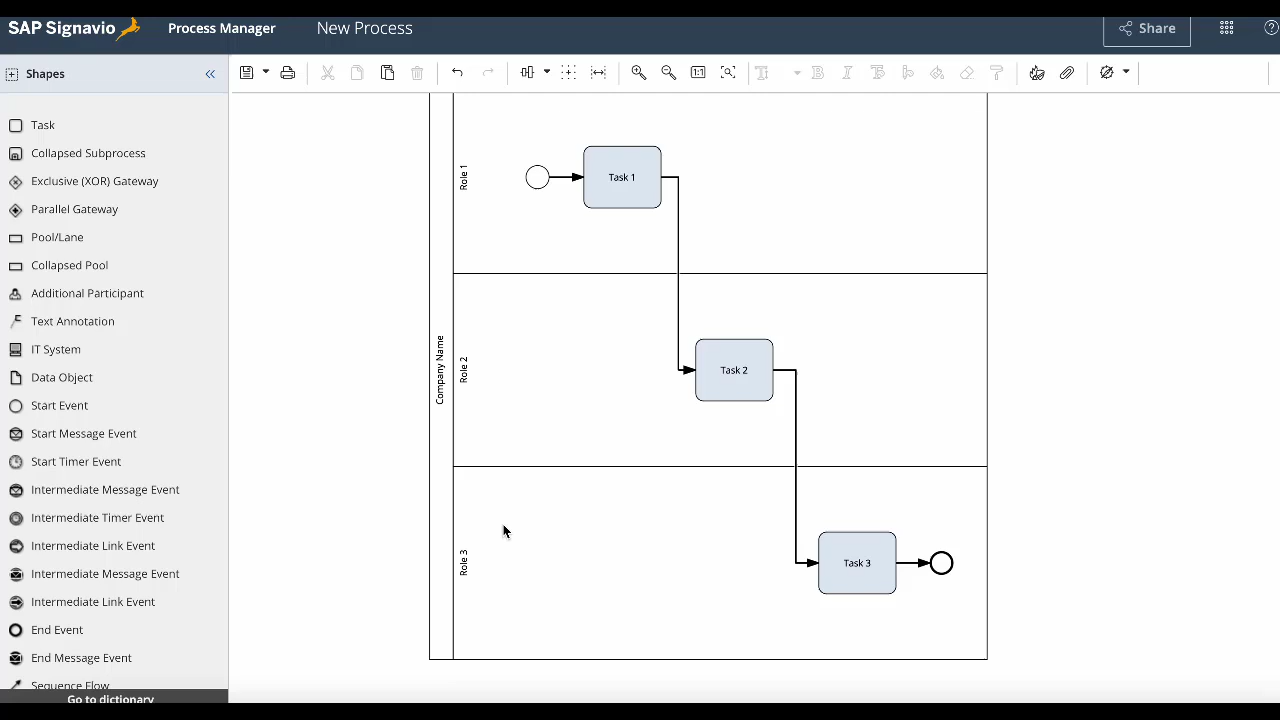 SAP Signavio Process Manager New Process Share
Shapes
1:1
Task
Collapsed Subprocess
Exclusive (XOR) Gateway
Parallel Gateway
Pool/Lane
Collapsed Pool
Additional Participant
Text Annotation
IT System
Data Object
Start Event
Start Message Event
Start Timer Event
Intermediate Message Event
Intermediate Timer Event
Intermediate Link Event
Intermediate Message Event
Intermediate Link Event
End Event
End Message Event
Sequence Flow
Go to dictionary
Company Name
Role 1
Task 1
Role 2
Task 2
Role 3
Task 3